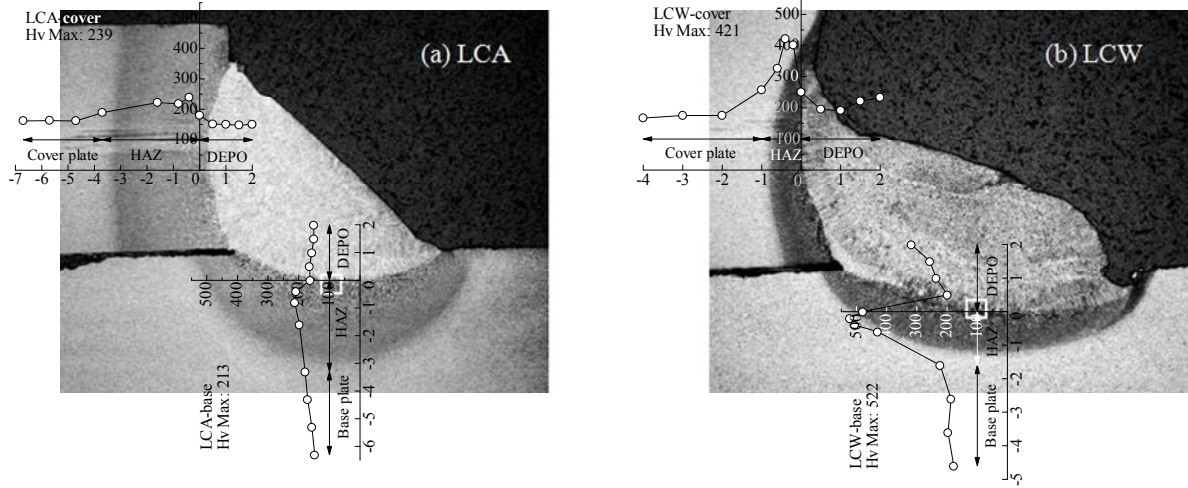 LCA-cover
Hv Max: 239
500
400
300
200
100
(a) LCA
Cover plate
HAZ
DEPO
-7 -6 -5 -4 -3 -2 -1 0 1 2
500 400 300 200 100
2
1
0
-1
-2
-3
-4
-5
-6
DEPO
HAZ
Base plate
LCA-base
Hv Max: 213
LCW-cover
Hv Max: 421
500
400
300
200
100
0
(b) LCW
Cover plate
HAZ
DEPO
-4 -3 -2 -1 0 1 2
500 400 300 200 100
2
1
0
-1
-2
-3
-4
-5
DEPO
HAZ
Base plate
LCW-base
Hv Max: 522